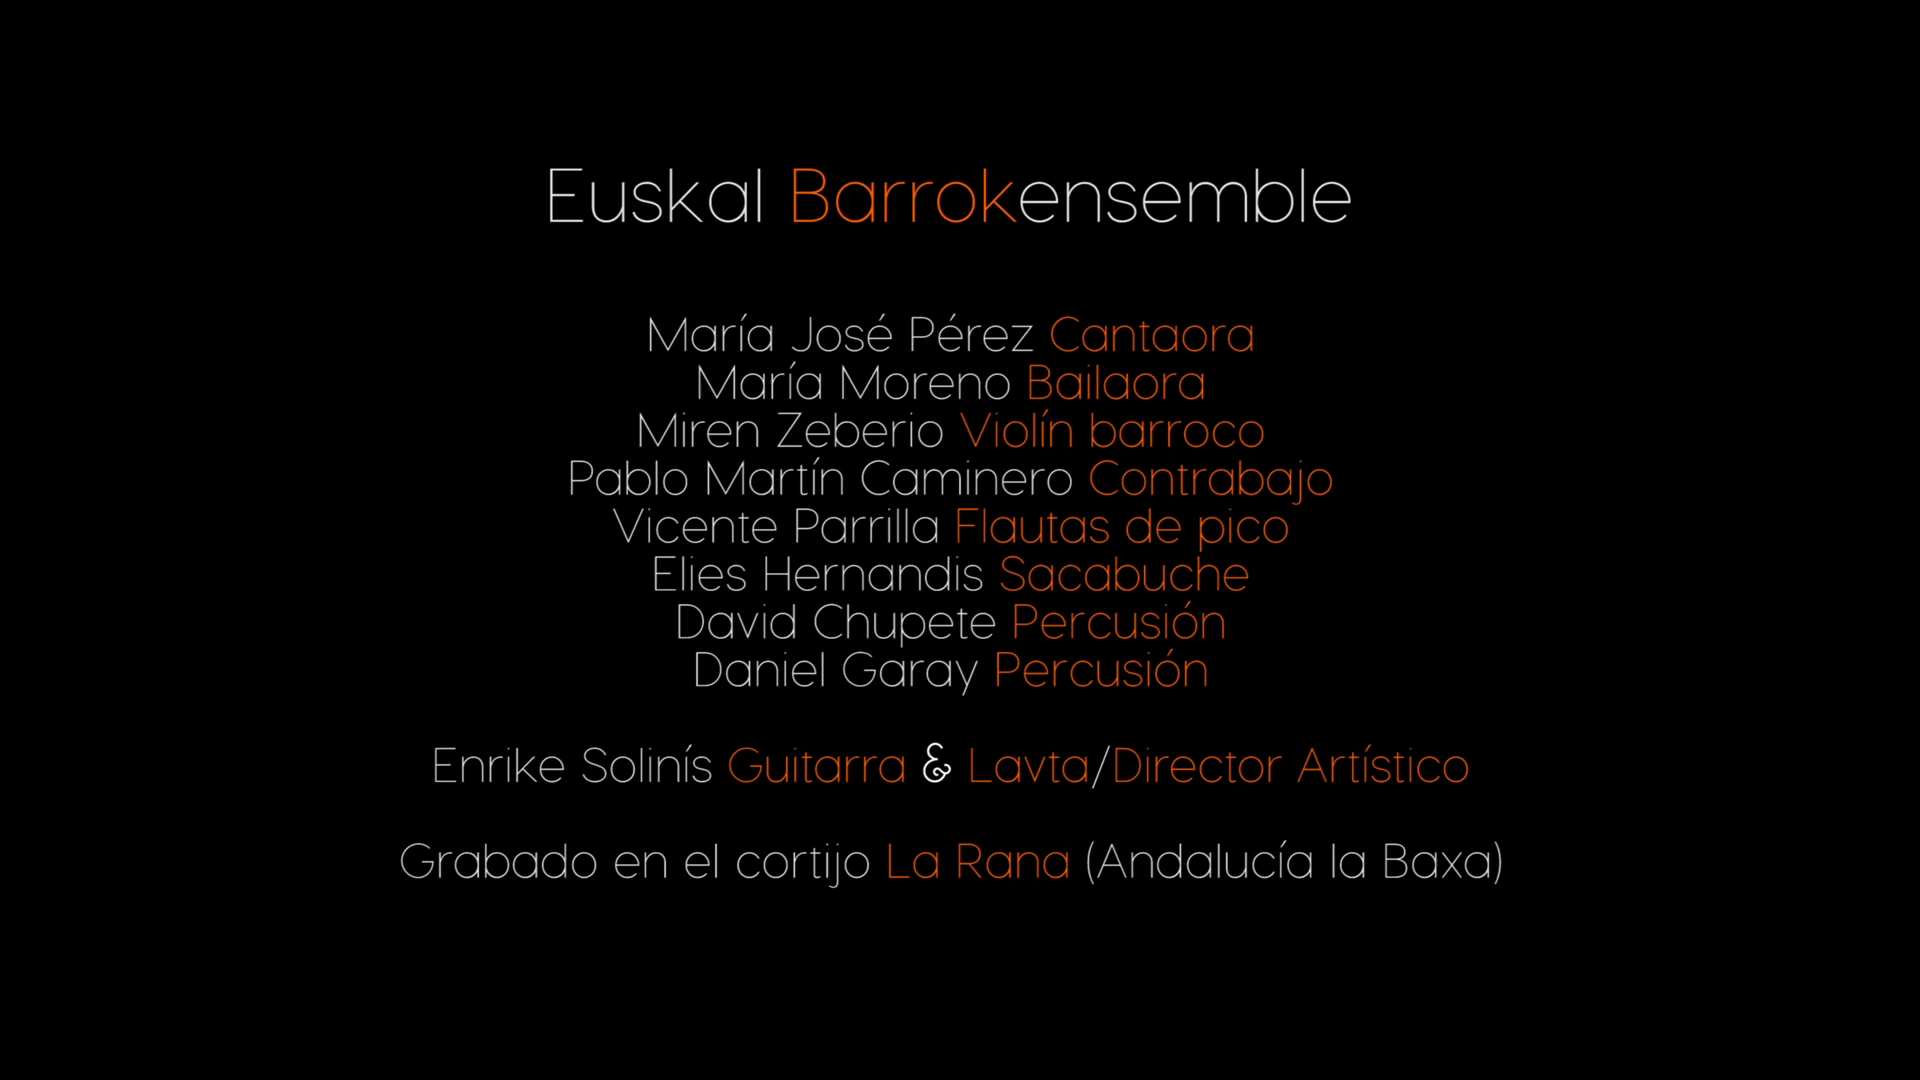 Euskal Barrokensemble
María José Pérez Cantaora
María Moreno Bailaora
Miren Zeberio Violín barroco
Pablo Martín Caminero Contrabajo
Vicente Parrilla Flautas de pico
Elies Hernandis Sacabuche
David Chupete Percusión
Daniel Garay Percusión
Enrike Solinís Guitarra & Lavta/Director Artístico
Grabado en el cortijo La Rana (Andalucía la Baxa)